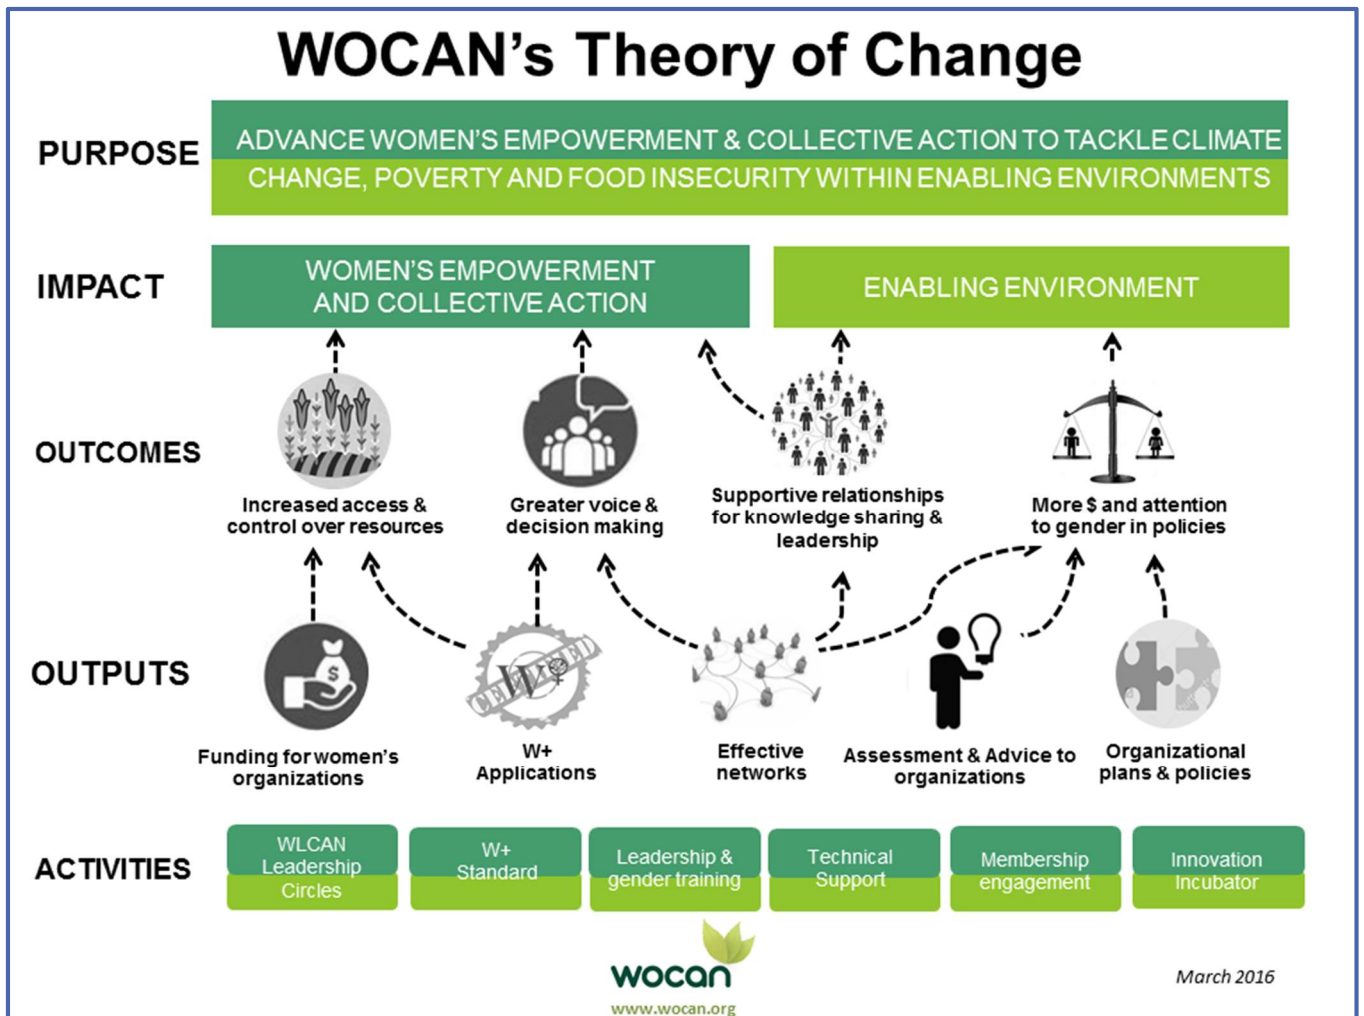 WOCAN's Theory of Change
PURPOSE
ADVANCE WOMEN'S EMPOWERMENT & COLLECTIVE ACTION TO TACKLE CLIMATE
CHANGE, POVERTY AND FOOD INSECURITY WITHIN ENABLING ENVIRONMENTS
IMPACT
WOMEN'S EMPOWERMENT
AND COLLECTIVE ACTION
ENABLING ENVIRONMENT
OUTCOMES
Increased access &
control over resources
Greater voice &
decision making
Supportive relationships
for knowledge sharing &
leadership
More $ and attention
to gender in policies
OUTPUTS
$
CERTIFIED
W
Funding for women's
organizations
W+
Applications
Effective
networks
Assessment & Advice to
organizations
Organizational
plans & policies
ACTIVITIES
WLCAN
Leadership
Circles
W+
Standard
Leadership &
gender training
Technical
Support
Membership
engagement
Innovation
Incubator
wocan
www.wocan.org
March 2016